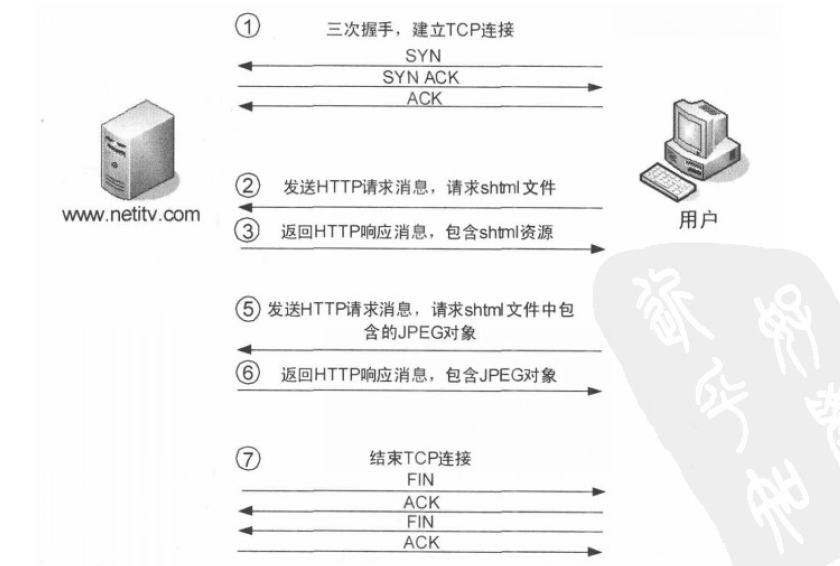 ① 三次握手，建立TCP连接
SYN
SYN ACK
ACK
② 发送HTTP请求消息，请求shtml文件
www.netitv.com
用户
③ 返回HTTP响应消息，包含shtml资源
⑤ 发送HTTP请求消息，请求shtml文件中包
含的JPEG对象
⑥ 返回HTTP响应消息，包含JPEG对象
⑦ 结束TCP连接
FIN
ACK
FIN
ACK